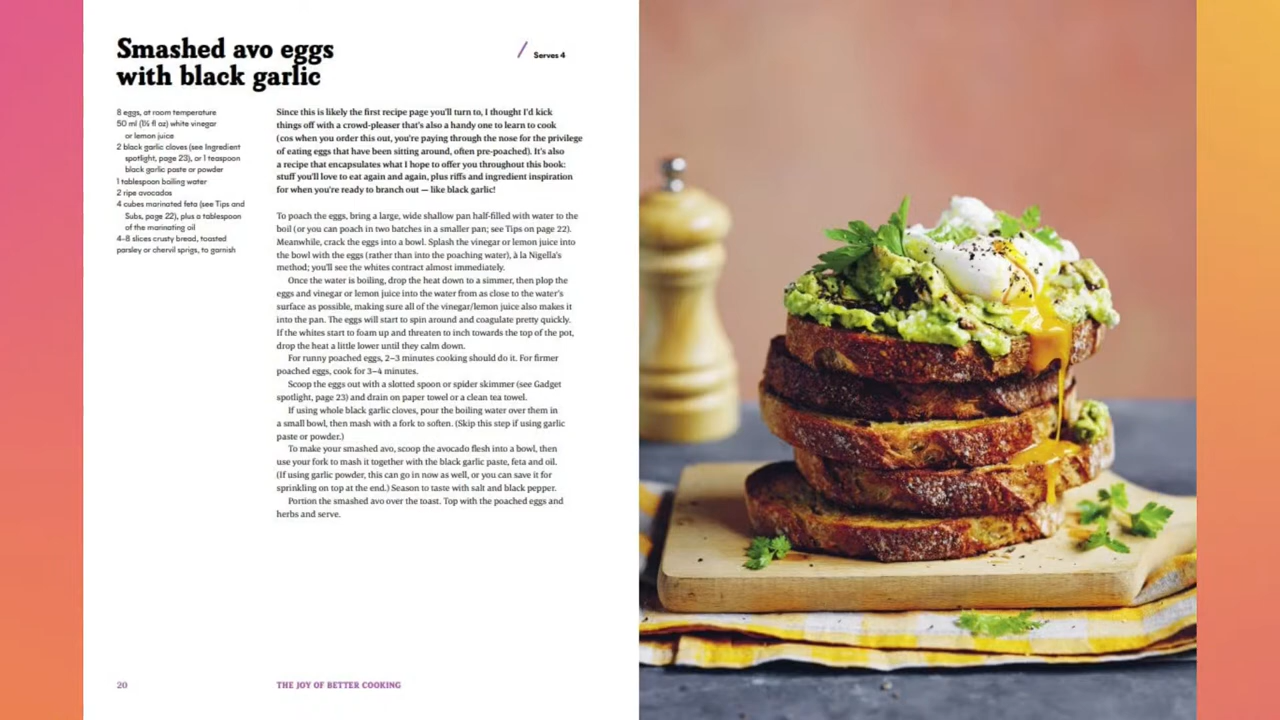 Smashed avo eggs
with black garlic
Serves 4
8 eggs, at room temperature
50 ml (1¾ fl oz) white vinegar
or lemon juice
2 black garlic cloves (see Ingredient
spotlight, page 23), or 1 teaspoon
black garlic paste or powder
1 tablespoon boiling water
2 ripe avocados
4 cubes marinated feta (see Tips and
Subs, page 22), plus a tablespoon
of the marinating oil
4–8 slices crusty bread, toasted
parsley or chervil sprigs, to garnish
Since this is likely the first recipe page you'll turn to, I thought I'd kick
things off with a crowd-pleaser that's also a handy one to learn to cook
(cos when you order this out, you're paying through the nose for the privilege
of eating eggs that have been sitting around, often pre-poached). It's also
a recipe that encapsulates what I hope to offer you throughout this book:
stuff you'll love to eat again and again, plus riffs and ingredient inspiration
for when you're ready to branch out — like black garlic!
To poach the eggs, bring a large, wide shallow pan half-filled with water to the
boil (or you can poach in two batches in a smaller pan; see Tips on page 22).
Meanwhile, crack the eggs into a bowl. Splash the vinegar or lemon juice into
the bowl with the eggs (rather than into the poaching water), à la Nigella's
method; you'll see the whites contract almost immediately.
Once the water is boiling, drop the heat down to a simmer, then plop the
eggs and vinegar or lemon juice into the water from as close to the water's
surface as possible, making sure all of the vinegar/lemon juice also makes it
into the pan. The eggs will start to spin around and coagulate pretty quickly.
If the whites start to foam up and threaten to inch towards the top of the pot,
drop the heat a little lower until they calm down.
For runny poached eggs, 2–3 minutes cooking should do it. For firmer
poached eggs, cook for 3–4 minutes.
Scoop the eggs out with a slotted spoon or spider skimmer (see Gadget
spotlight, page 23) and drain on paper towel or a clean tea towel.
If using whole black garlic cloves, pour the boiling water over them in
a small bowl, then mash with a fork to soften. (Skip this step if using garlic
paste or powder.)
To make your smashed avo, scoop the avocado flesh into a bowl, then
use your fork to mash it together with the black garlic paste, feta and oil.
(If using garlic powder, this can go in now as well, or you can save it for
sprinkling on top at the end.) Season to taste with salt and black pepper.
Portion the smashed avo over the toast. Top with the poached eggs and
herbs and serve.
20
THE JOY OF BETTER COOKING